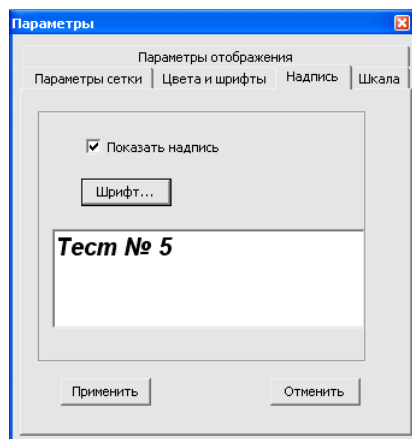 Параметры
Параметры отображения
Параметры сетки Цвета и шрифты Надпись Шкала
Показать надпись
Шрифт...
Тест № 5
Применить Отменить